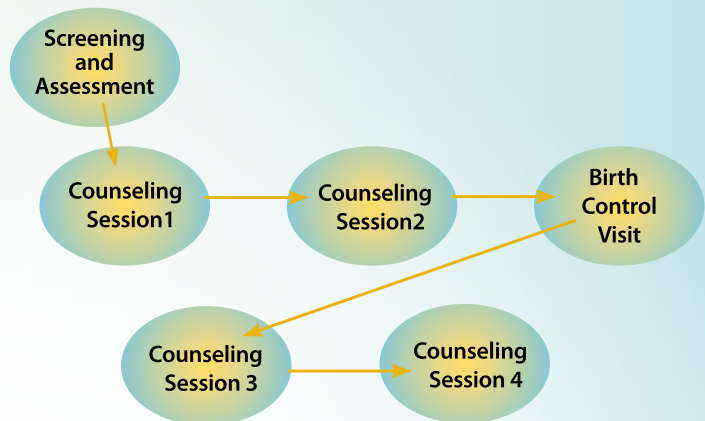 Screening
and
Assessment
Counseling
Session1
Counseling
Session2
Birth
Control
Visit
Counseling
Session 3
Counseling
Session 4